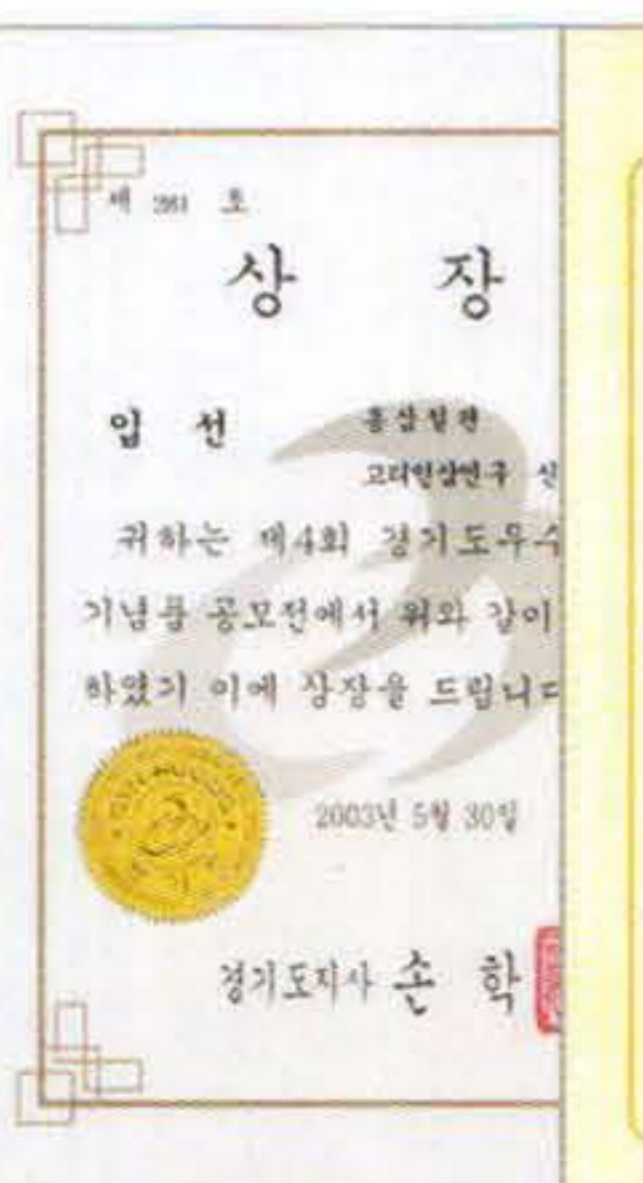 제 281 호
상 장
입 선 홍삼절편
고려인삼연구 신
귀하는 제4회 경기도우수
기념품 공모전에서 위와 같이
하였기 이에 상장을 드립니다
2003년 5월 30일
경기도지사 손 학